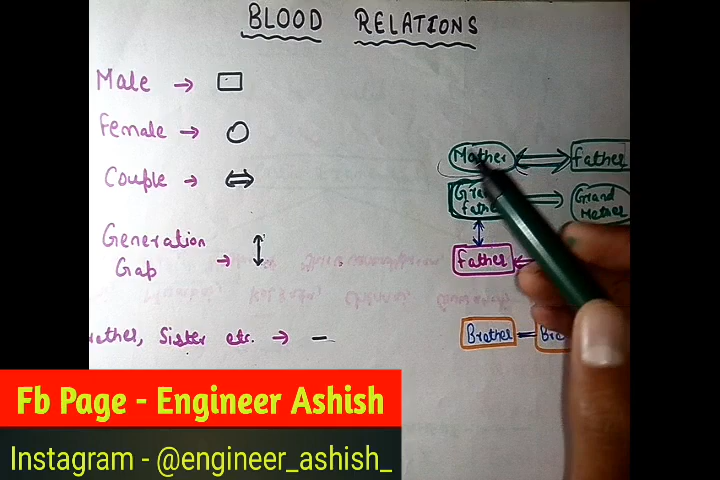 BLOOD RELATIONS
Male →
Female →
Couple →
Generation
Gap →
Sister etc. →
Mother
Father
Grand
Mother
Father
Brother
Fb Page - Engineer Ashish
Instagram - @engineer_ashish_